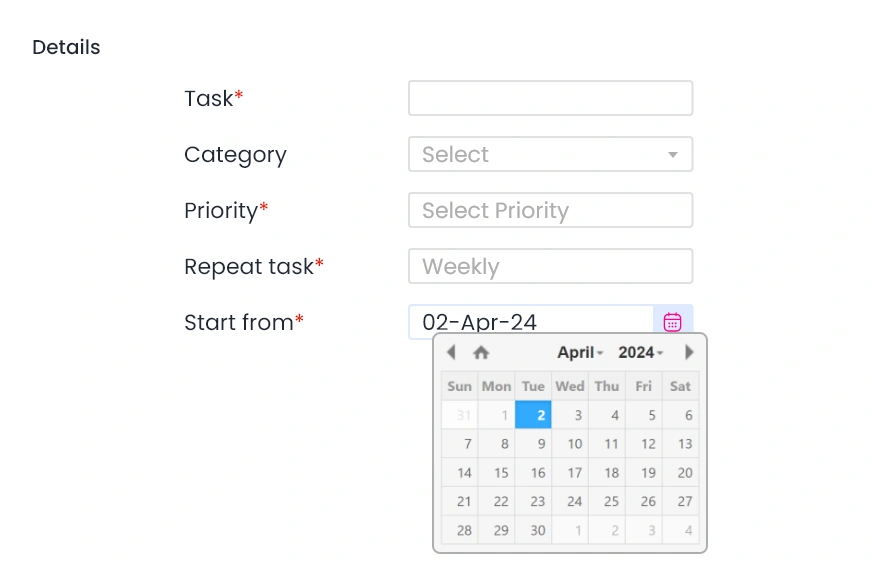 Details
Task*
Category Select
Priority* Select Priority
Repeat task* Weekly
Start from* 02-Apr-24
April 2024
Sun Mon Tue Wed Thu Fri Sat
31 1 2 3 4 5 6
7 8 9 10 11 12 13
14 15 16 17 18 19 20
21 22 23 24 25 26 27
28 29 30 1 2 3 4